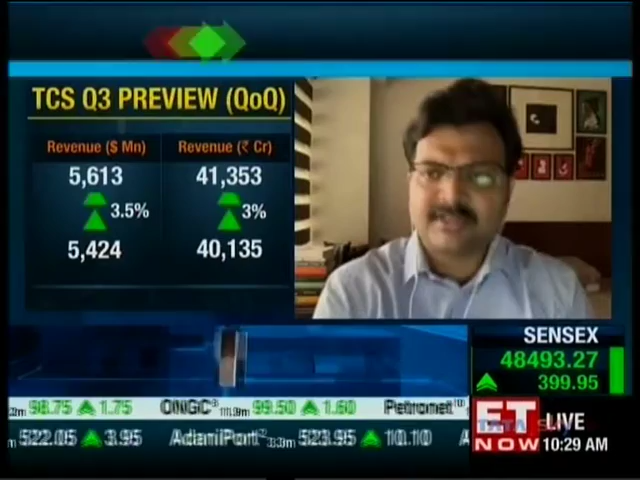 TCS Q3 PREVIEW (QoQ)
Revenue ($ Mn) Revenue (₹ Cr)
5,613 41,353
3.5% 3%
5,424 40,135
SENSEX
48493.27
399.95
98.75 1.75 ONGC 99.50 1.60 Petronet
522.05 3.95 AdaniPort 523.95 10.10
ET NOW
LIVE
10:29 AM